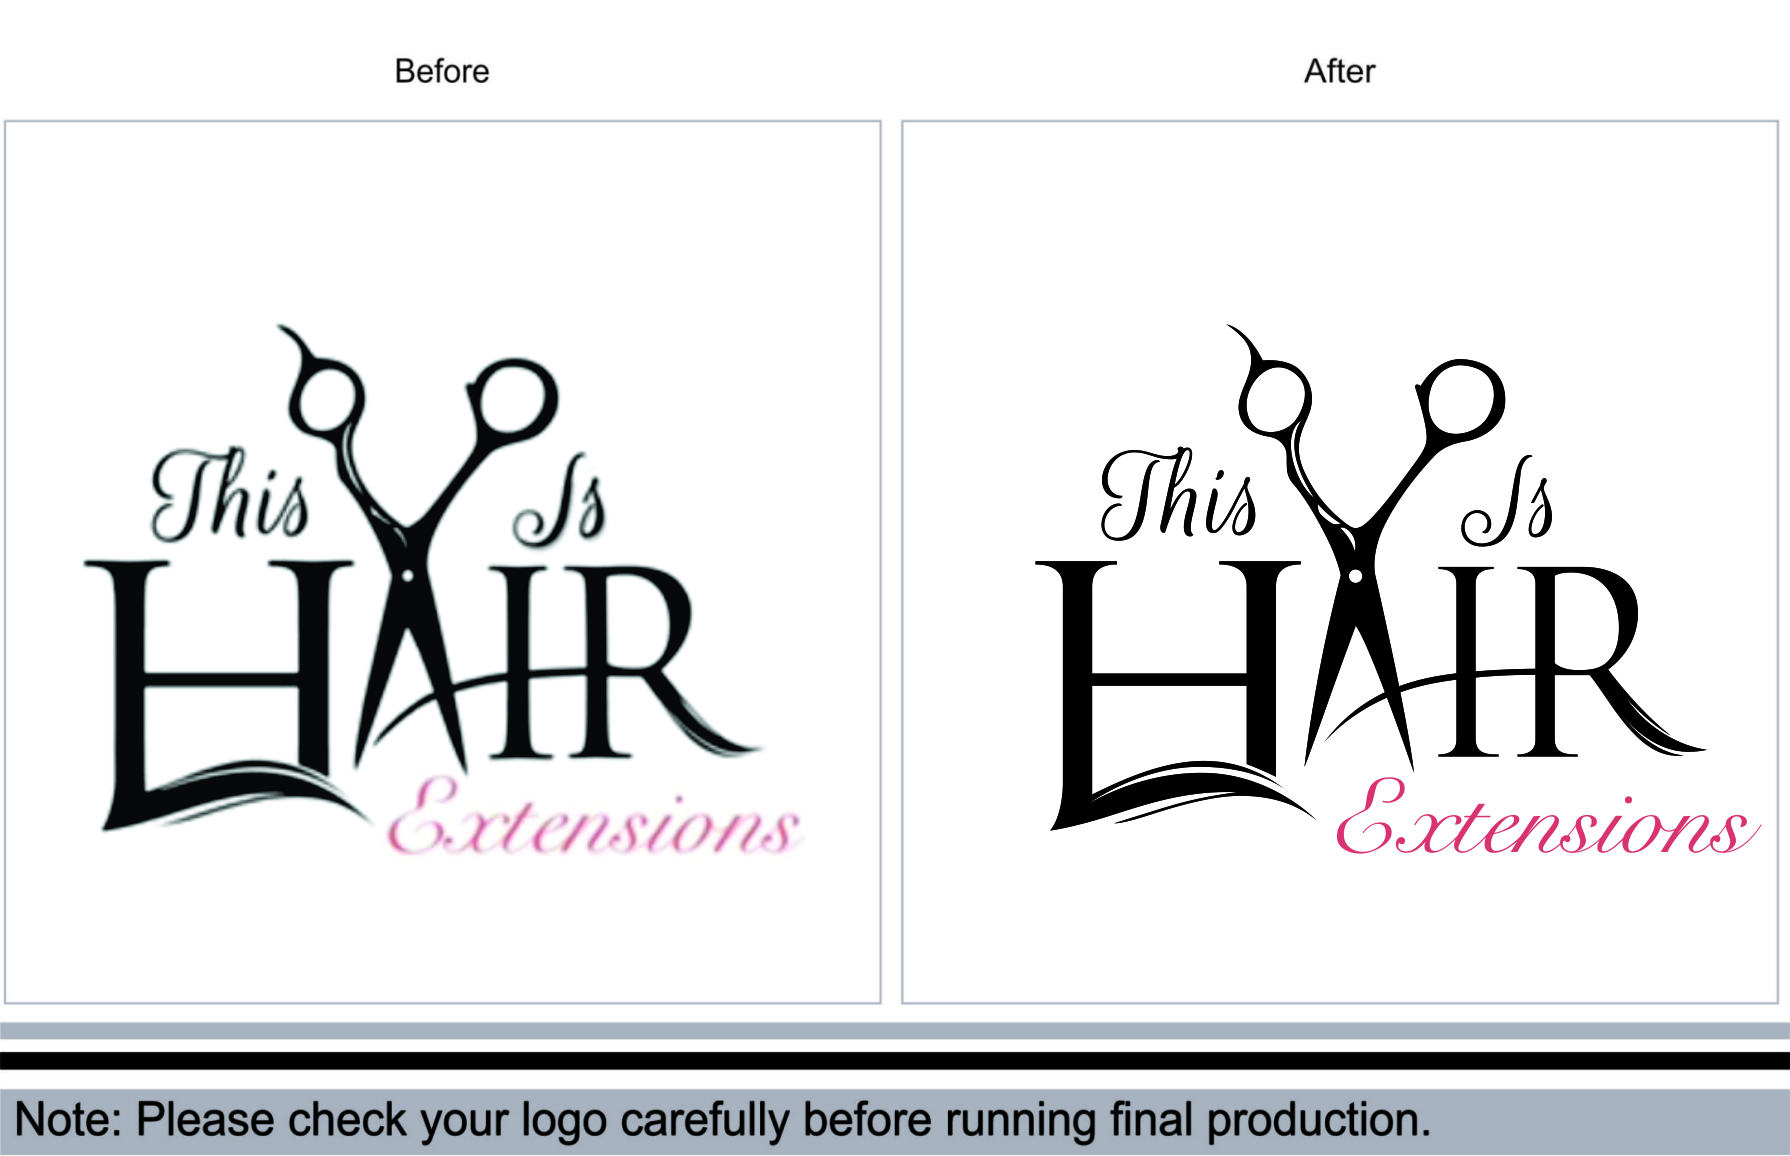 Before
After
This Is
HAIR
Extensions
This Is
HAIR
Extensions
Note: Please check your logo carefully before running final production.